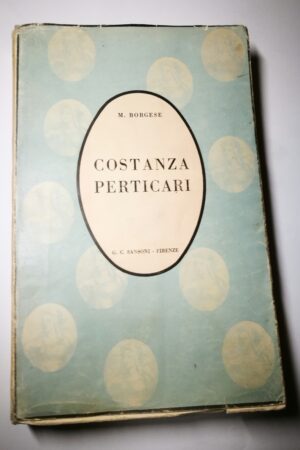 M. BORGESE
COSTANZA
PERTICARI
G. C. SANSONI - FIRENZE